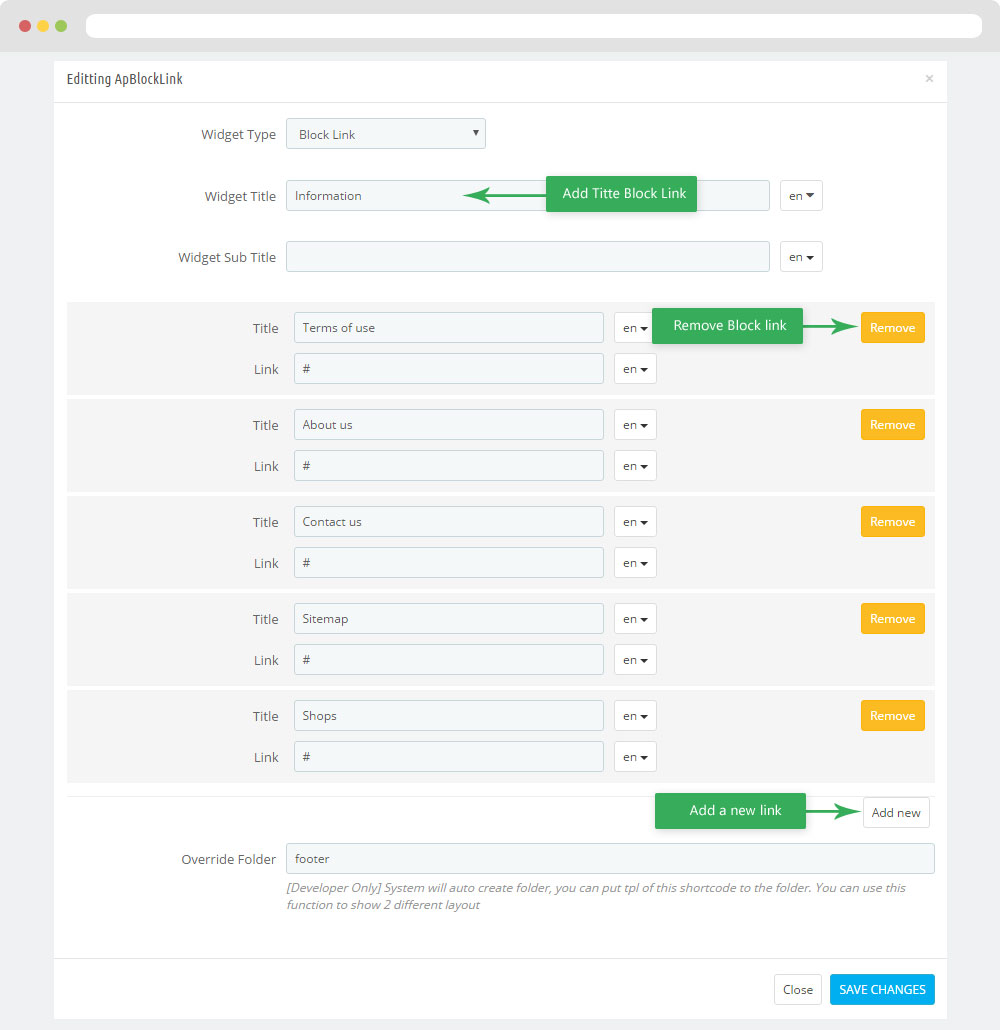 Editting ApBlockLink ×
Widget Type Block Link
Widget Title Information Add Titte Block Link en
Widget Sub Title en
Title Terms of use en Remove Block link Remove
Link # en
Title About us en Remove
Link # en
Title Contact us en Remove
Link # en
Title Sitemap en Remove
Link # en
Title Shops en Remove
Link # en
Add a new link Add new
Override Folder footer
[Developer Only] System will auto create folder, you can put tpl of this shortcode to the folder. You can use this
function to show 2 different layout
Close SAVE CHANGES